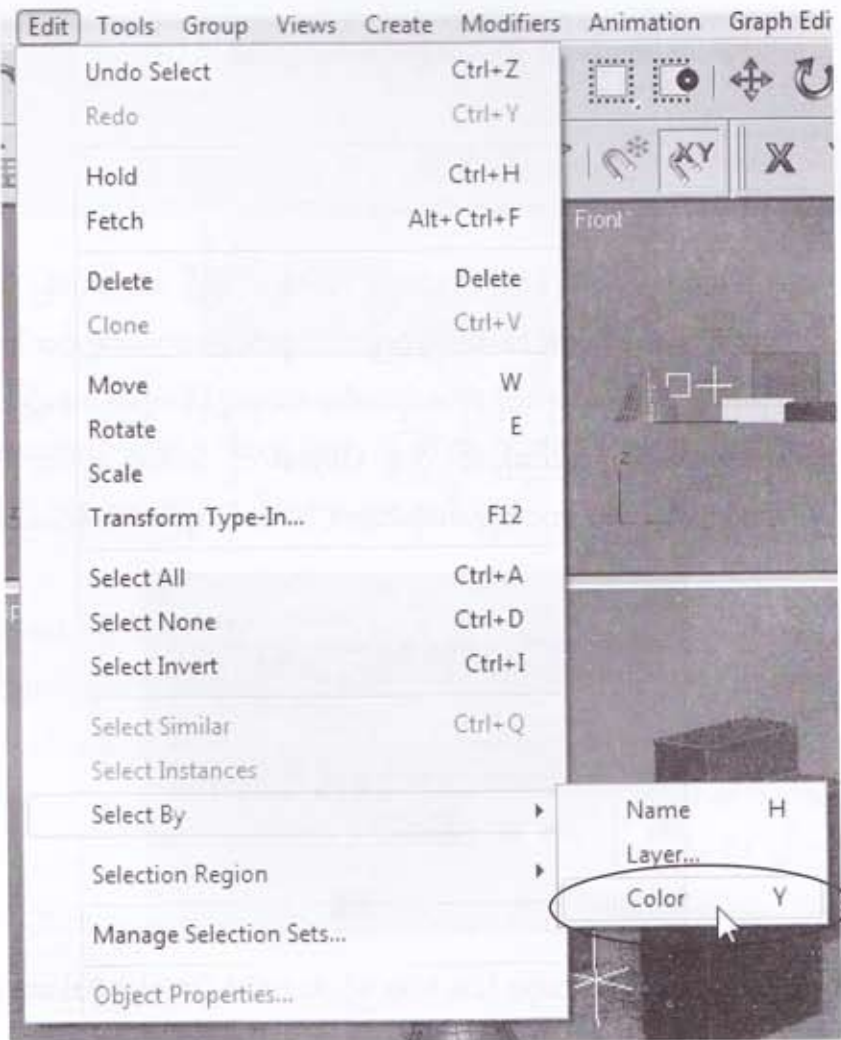 Edit Tools Group Views Create Modifiers Animation Graph Edi
Undo Select Ctrl+Z
Redo Ctrl+Y
Hold Ctrl+H
Fetch Alt+Ctrl+F
Delete Delete
Clone Ctrl+V
Move W
Rotate E
Scale
Transform Type-In... F12
Select All Ctrl+A
Select None Ctrl+D
Select Invert Ctrl+I
Select Similar Ctrl+Q
Select Instances
Select By
Selection Region
Manage Selection Sets...
Object Properties...
Name H
Layer...
Color Y
XY X
Front
z